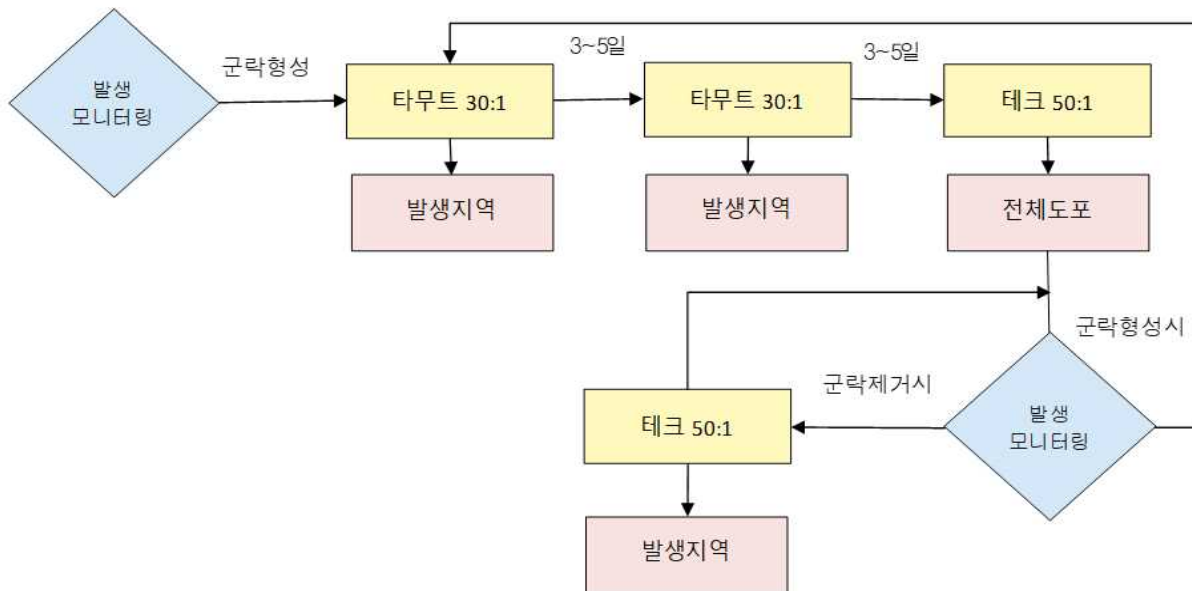 3~5일
3~5일
군락형성
발생
모니터링
타무트 30:1
타무트 30:1
테크 50:1
발생지역
발생지역
전체도포
군락형성시
군락제거시
테크 50:1
발생
모니터링
발생지역